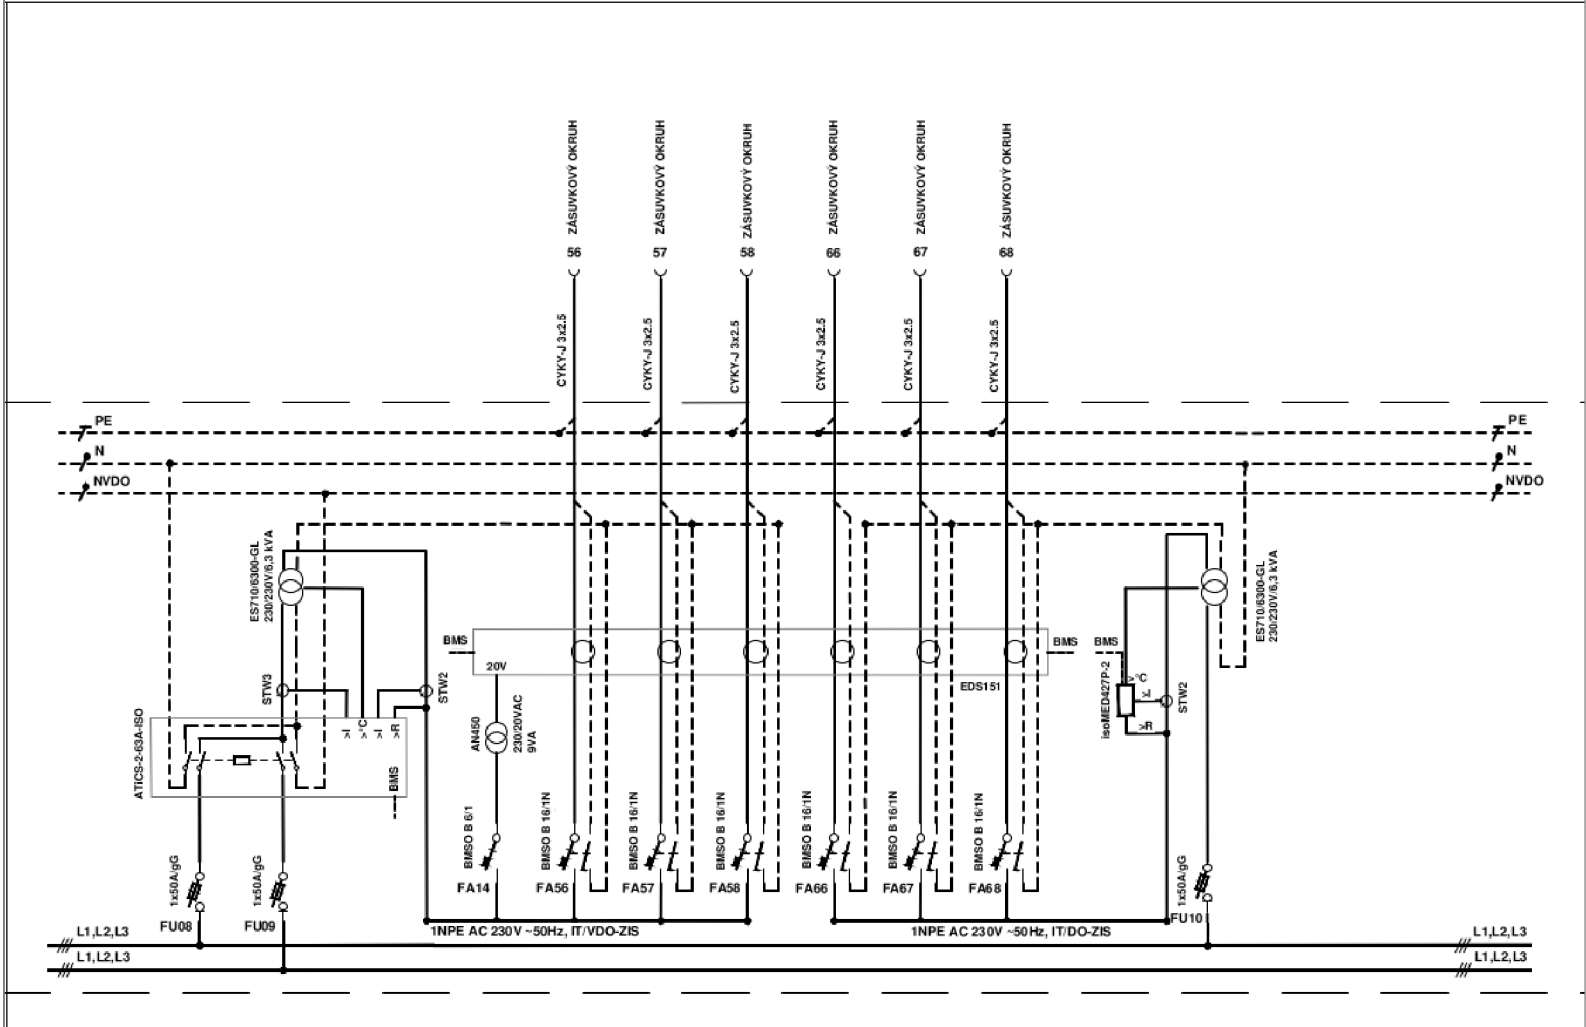 ZÁSUVKOVÝ OKRUH
ZÁSUVKOVÝ OKRUH
ZÁSUVKOVÝ OKRUH
ZÁSUVKOVÝ OKRUH
ZÁSUVKOVÝ OKRUH
ZÁSUVKOVÝ OKRUH
56
57
58
66
67
68
CYKY-J 3x2.5
CYKY-J 3x2.5
CYKY-J 3x2.5
CYKY-J 3x2.5
CYKY-J 3x2.5
CYKY-J 3x2.5
PE
PE
N
N
NVDO
NVDO
ES710/6300-GL
230/230V/6,3 kVA
ES710/6300-GL
230/230V/6,3 kVA
BMS
BMS
BMS
20V
EDS151
STW3
STW2
>I
>°C
>I
>R
BMS
ATiCS-2-63A-ISO
AN450
230/20VAC
9VA
isoMED427P-2
>°C
>I
>R
STW2
BMSO B 6/1
BMSO B 16/1N
BMSO B 16/1N
BMSO B 16/1N
BMSO B 16/1N
BMSO B 16/1N
BMSO B 16/1N
FA14
FA56
FA57
FA58
FA66
FA67
FA68
1x50A/gG
1x50A/gG
1x50A/gG
FU08
FU09
FU10
1NPE AC 230V ~50Hz, IT/VDO-ZIS
1NPE AC 230V ~50Hz, IT/DO-ZIS
L1,L2,L3
L1,L2,L3
L1,L2,L3
L1,L2,L3